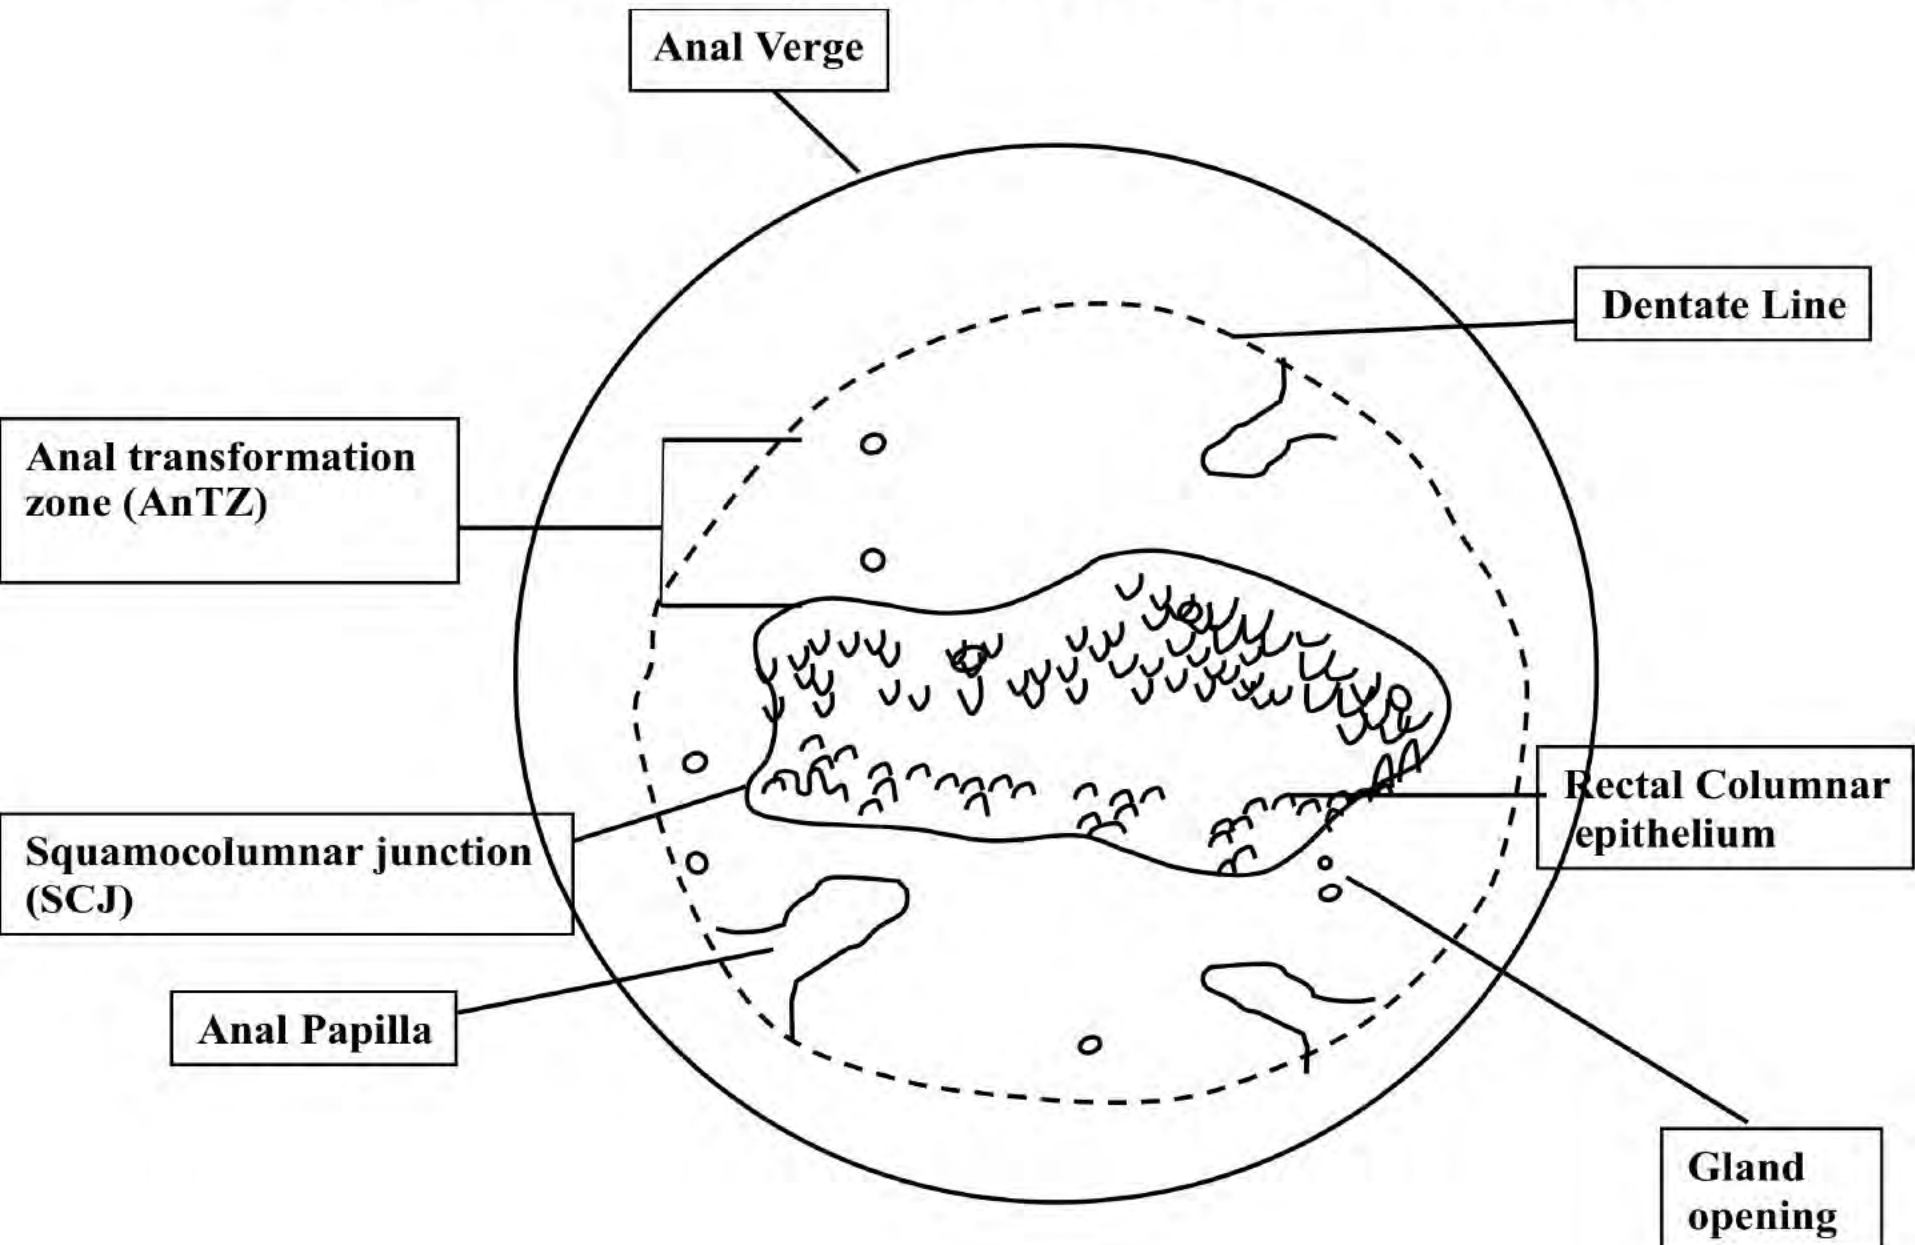 Anal Verge
Dentate Line
Anal transformation
zone (AnTZ)
Rectal Columnar
epithelium
Squamocolumnar junction
(SCJ)
Anal Papilla
Gland
opening